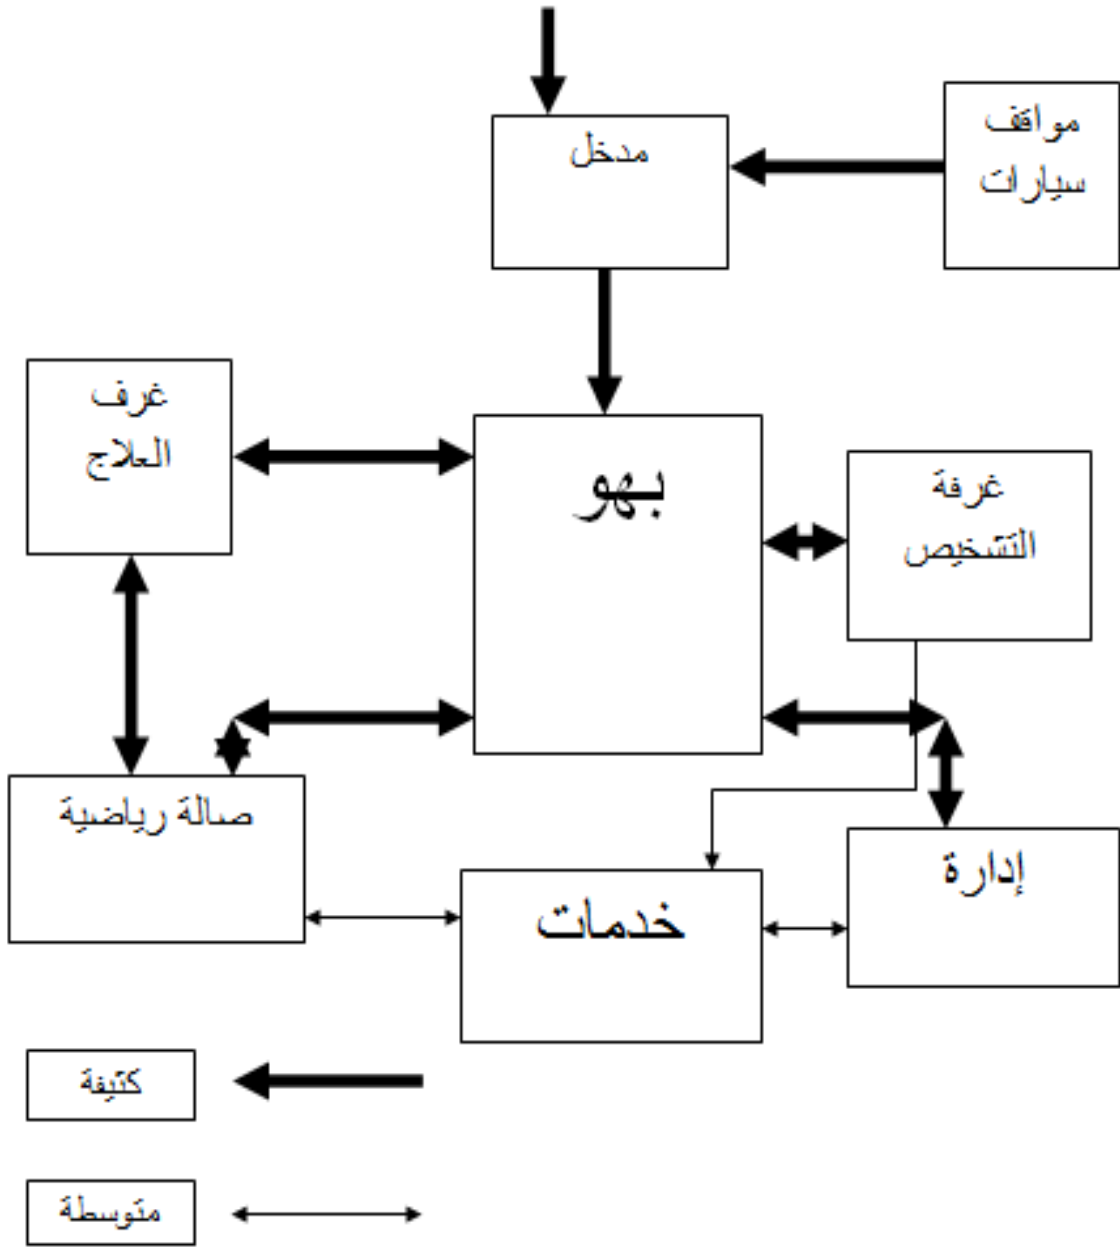 مدخل
مواقف
سيارات
غرف
العلاج
بهو
غرفة
التشخيص
صالة رياضية
خدمات
إدارة
كثيفة
متوسطة